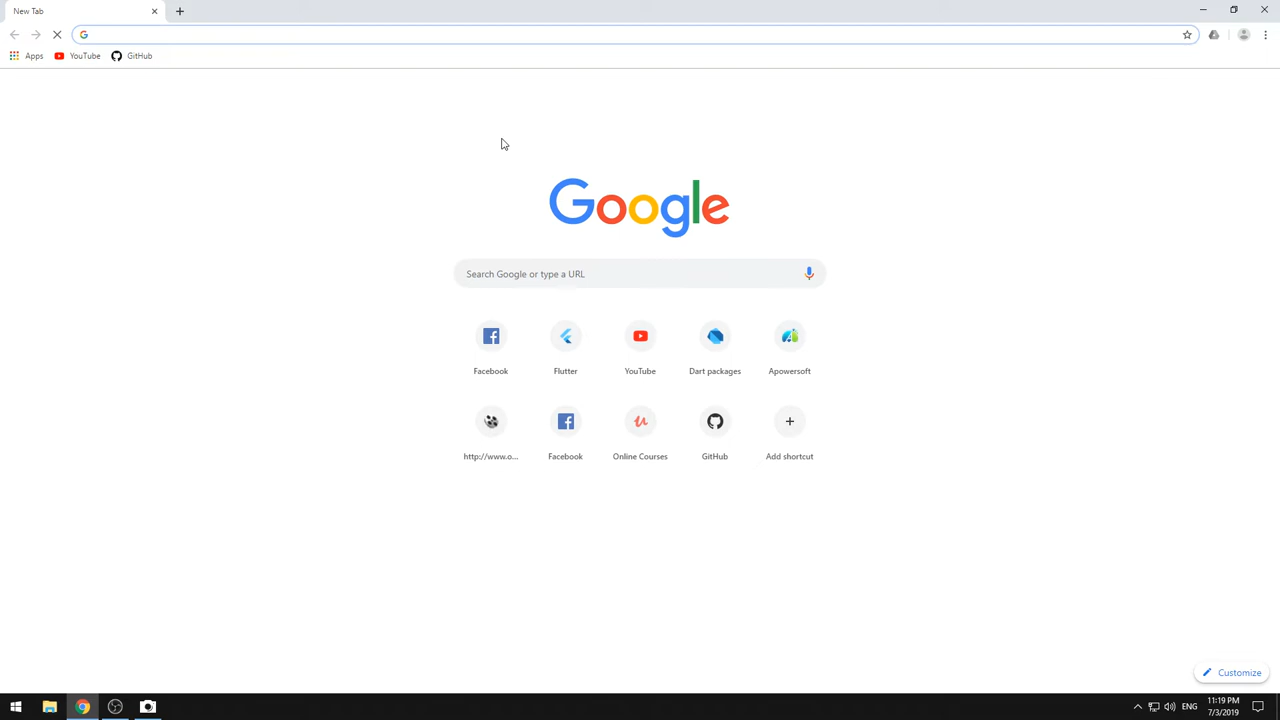 New Tab
Apps YouTube GitHub
Google
Search Google or type a URL
Facebook Flutter YouTube Dart packages Apowersoft
http://www.o... Facebook Online Courses GitHub Add shortcut
Customize
ENG 11:19 PM
7/3/2019